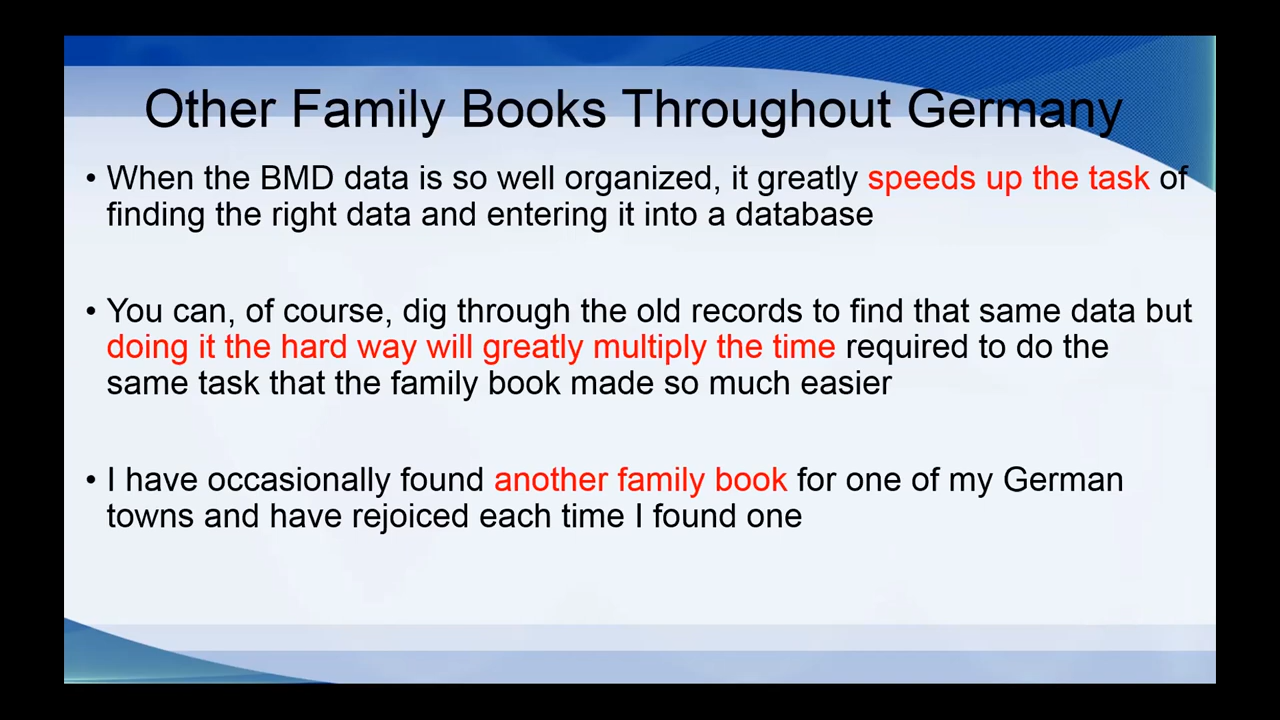 Other Family Books Throughout Germany
• When the BMD data is so well organized, it greatly speeds up the task of
finding the right data and entering it into a database
• You can, of course, dig through the old records to find that same data but
doing it the hard way will greatly multiply the time required to do the
same task that the family book made so much easier
• I have occasionally found another family book for one of my German
towns and have rejoiced each time I found one